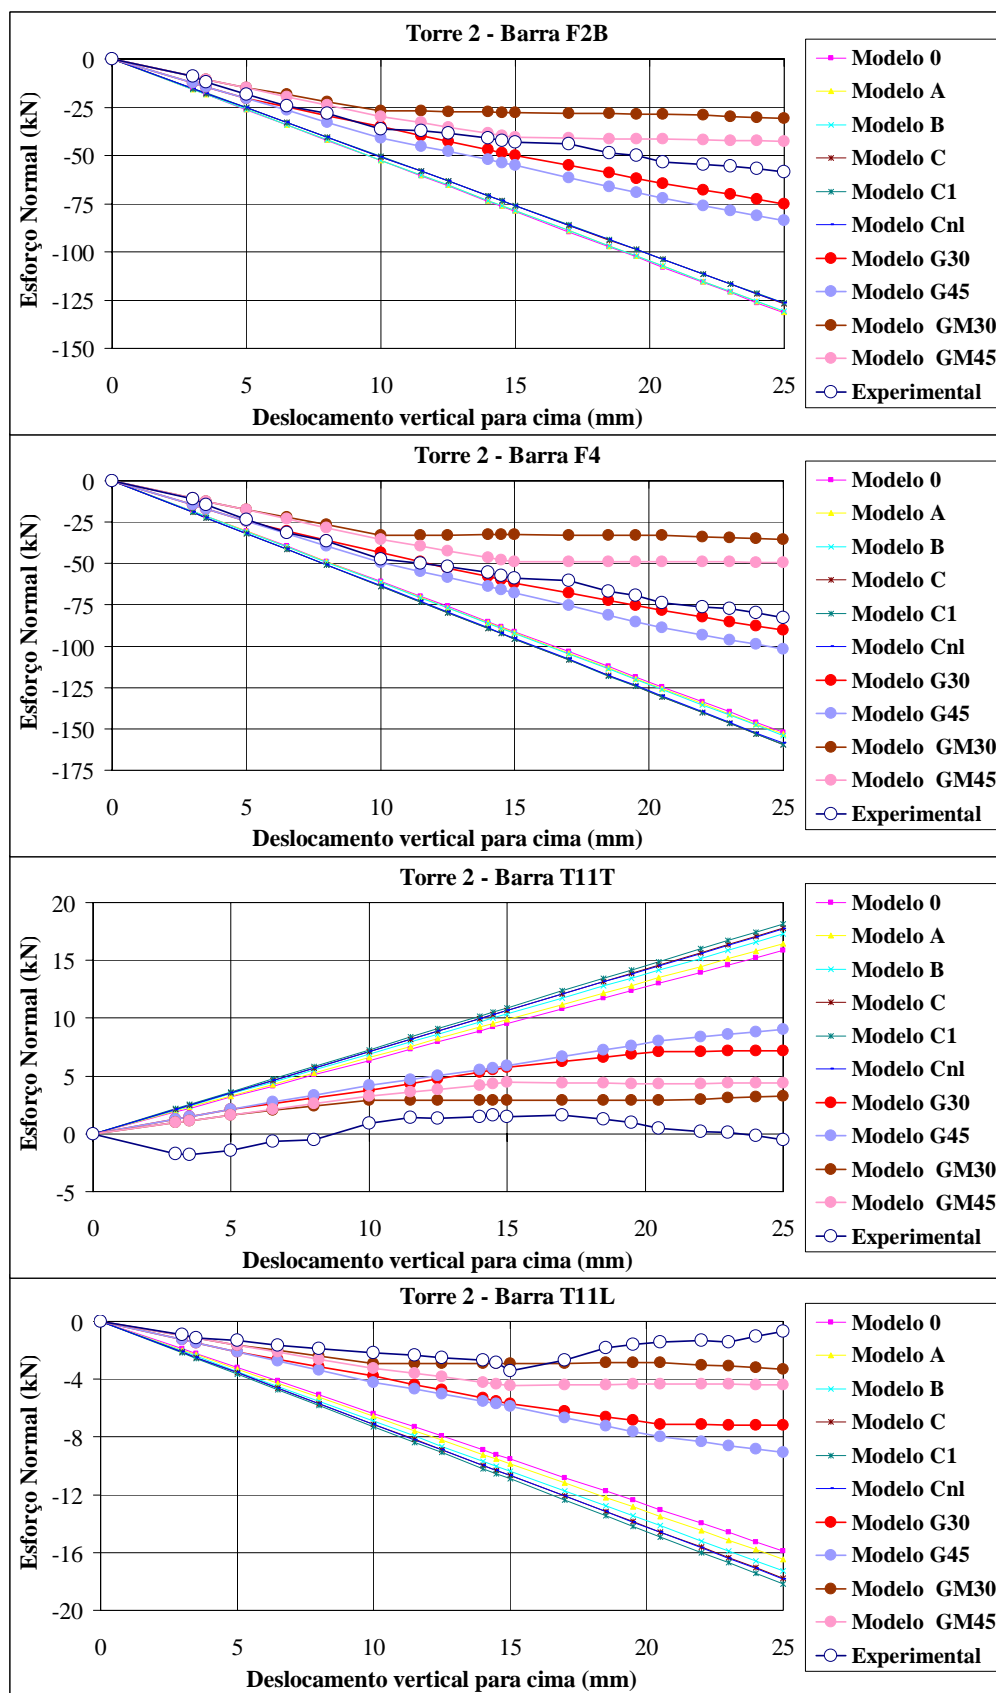 Torre 2 - Barra F2B
Esforço Normal (kN)
0
-25
-50
-75
-100
-125
-150
0 5 10 15 20 25
Deslocamento vertical para cima (mm)
Modelo 0
Modelo A
Modelo B
Modelo C
Modelo C1
Modelo Cnl
Modelo G30
Modelo G45
Modelo GM30
Modelo GM45
Experimental
Torre 2 - Barra F4
Esforço Normal (kN)
0
-25
-50
-75
-100
-125
-150
-175
0 5 10 15 20 25
Deslocamento vertical para cima (mm)
Modelo 0
Modelo A
Modelo B
Modelo C
Modelo C1
Modelo Cnl
Modelo G30
Modelo G45
Modelo GM30
Modelo GM45
Experimental
Torre 2 - Barra T11T
Esforço Normal (kN)
20
15
10
5
0
-5
0 5 10 15 20 25
Deslocamento vertical para cima (mm)
Modelo 0
Modelo A
Modelo B
Modelo C
Modelo C1
Modelo Cnl
Modelo G30
Modelo G45
Modelo GM30
Modelo GM45
Experimental
Torre 2 - Barra T11L
Esforço Normal (kN)
0
-4
-8
-12
-16
-20
0 5 10 15 20 25
Deslocamento vertical para cima (mm)
Modelo 0
Modelo A
Modelo B
Modelo C
Modelo C1
Modelo Cnl
Modelo G30
Modelo G45
Modelo GM30
Modelo GM45
Experimental